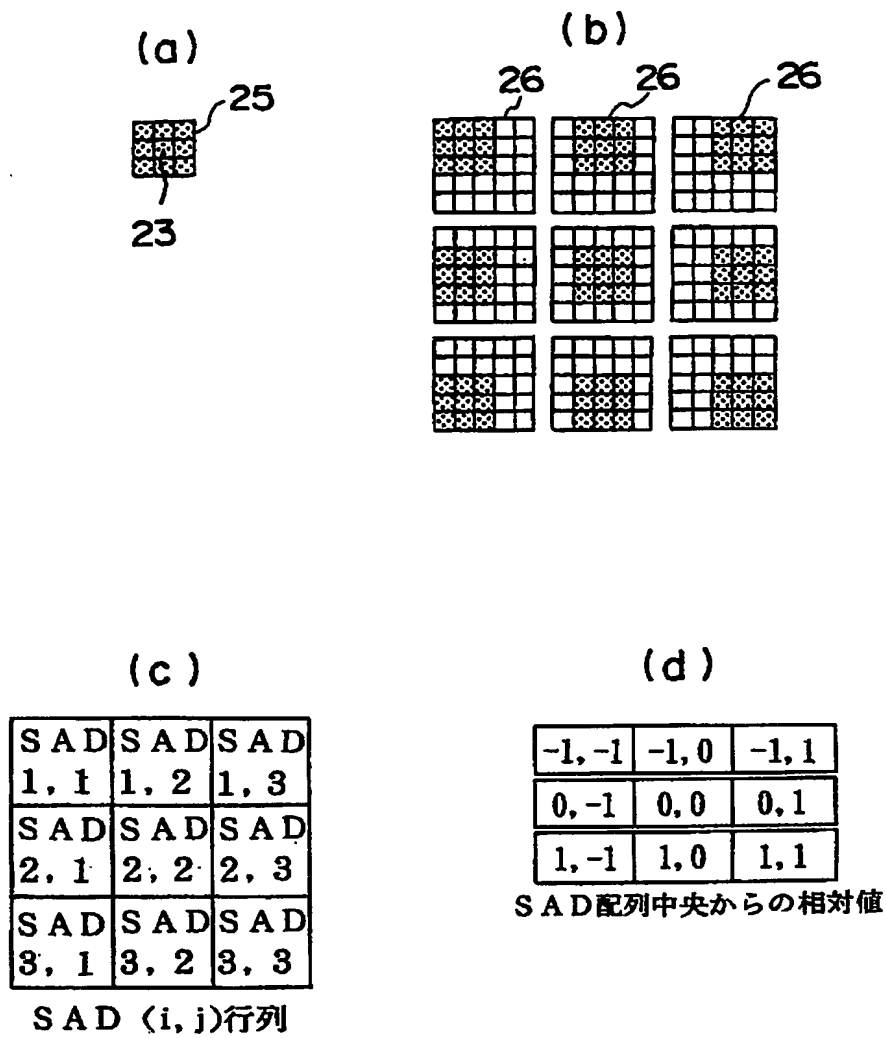 (a)
25
23
(b)
26
26
26
(c)
SAD SAD SAD
1, 1 1, 2 1, 3
SAD SAD SAD
2, 1 2, 2 2, 3
SAD SAD SAD
3, 1 3, 2 3, 3
SAD (i, j)行列
(d)
-1, -1 -1, 0 -1, 1
0, -1 0, 0 0, 1
1, -1 1, 0 1, 1
SAD配列中央からの相対値